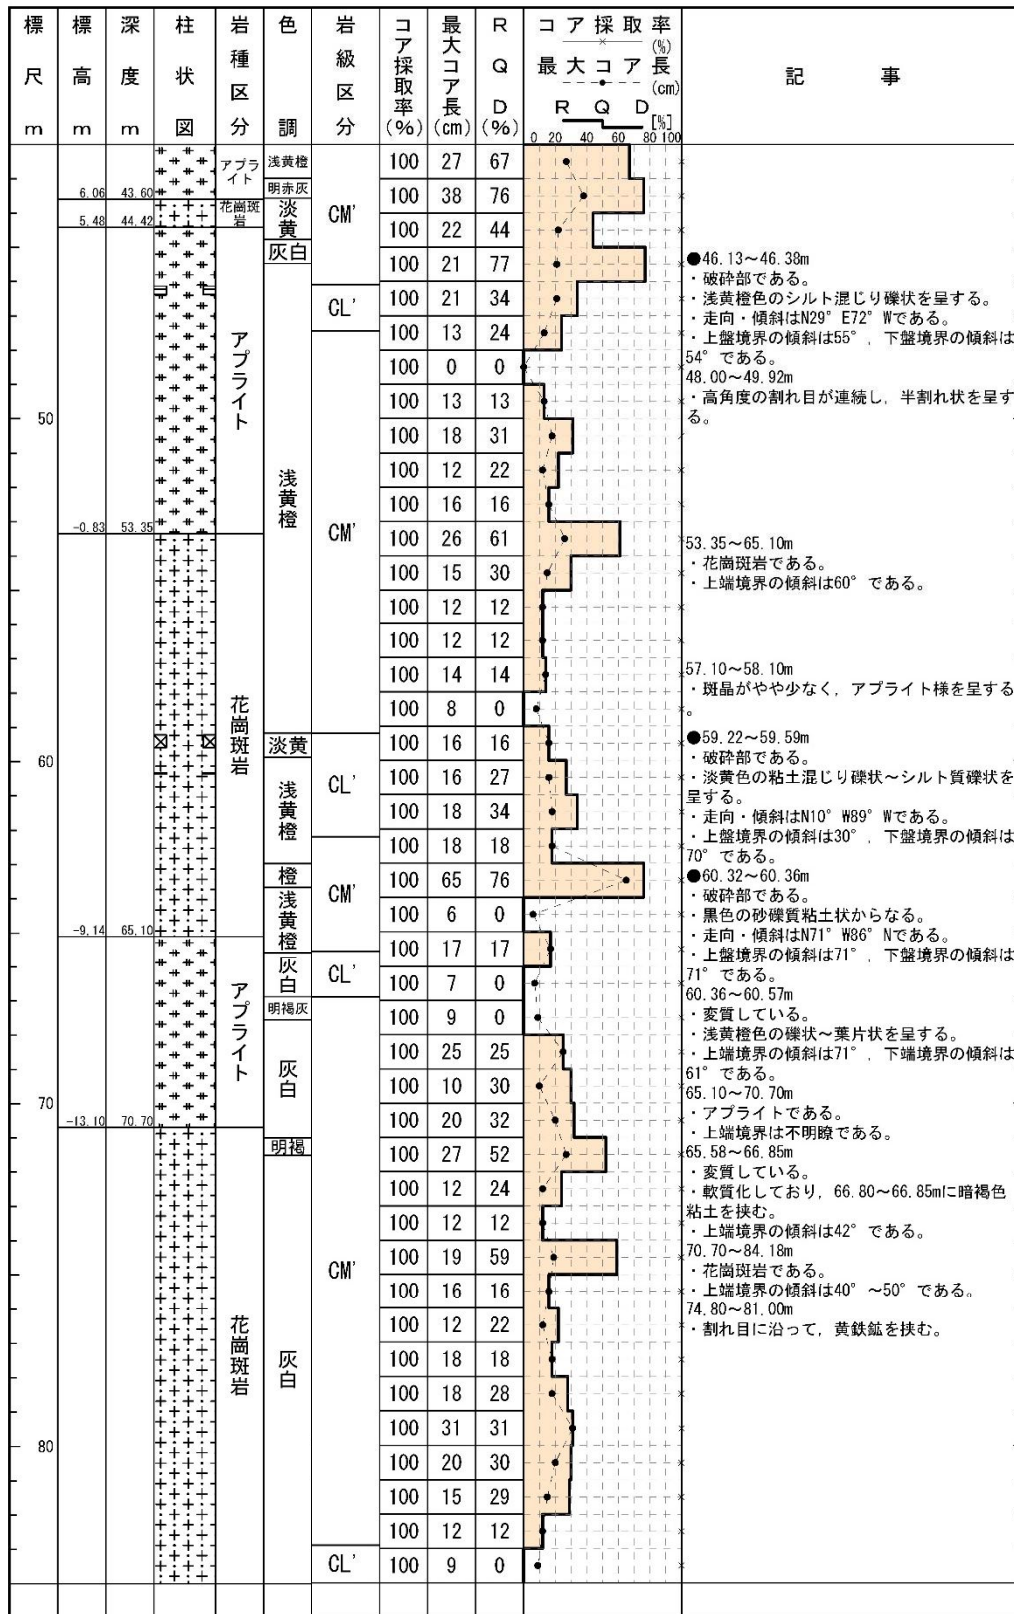 標尺 m
標高 m
深度 m
柱状図
岩種区分
色調
岩級区分
コア採取率(%)
最大コア長(cm)
RQD(%)
コア採取率(%)
最大コア長(cm)
RQD[%]
0 20 40 60 80 100
記事
50
60
70
80
6.06 43.60
5.48 44.42
-0.83 53.35
-9.14 65.10
-13.10 70.70
アプライト
花崗斑岩
アプライト
花崗斑岩
アプライト
花崗斑岩
浅黄橙
明赤灰
淡黄
灰白
浅黄橙
淡黄
浅黄橙
橙
浅黄橙
灰白
明褐灰
灰白
明褐
灰白
CM'
CL'
CM'
CL'
CM'
CL'
CM'
CL'
100 27 67
100 38 76
100 22 44
100 21 77
100 21 34
100 13 24
100 0 0
100 13 13
100 18 31
100 12 22
100 16 16
100 26 61
100 15 30
100 12 12
100 12 12
100 14 14
100 8 0
100 16 16
100 16 27
100 18 34
100 18 18
100 65 76
100 6 0
100 17 17
100 7 0
100 9 0
100 25 25
100 10 30
100 20 32
100 27 52
100 12 24
100 12 12
100 19 59
100 16 16
100 12 22
100 18 18
100 18 28
100 31 31
100 20 30
100 15 29
100 12 12
100 9 0
●46.13～46.38m
・破砕部である。
・浅黄橙色のシルト混じり礫状を呈する。
・走向・傾斜はN29°E72°Wである。
・上盤境界の傾斜は55°，下盤境界の傾斜は
54°である。
48.00～49.92m
・高角度の割れ目が連続し，半割れ状を呈す
る。
53.35～65.10m
・花崗斑岩である。
・上端境界の傾斜は60°である。
57.10～58.10m
・斑晶がやや少なく，アプライト様を呈する
。
●59.22～59.59m
・破砕部である。
・淡黄色の粘土混じり礫状～シルト質礫状を
呈する。
・走向・傾斜はN10°W89°Wである。
・上盤境界の傾斜は30°，下盤境界の傾斜は
70°である。
●60.32～60.36m
・破砕部である。
・黒色の砂礫質粘土状からなる。
・走向・傾斜はN71°W86°Nである。
・上盤境界の傾斜は71°，下盤境界の傾斜は
71°である。
60.36～60.57m
・変質している。
・浅黄橙色の礫状～葉片状を呈する。
・上端境界の傾斜は71°，下端境界の傾斜は
61°である。
65.10～70.70m
・アプライトである。
・上端境界は不明瞭である。
65.58～66.85m
・変質している。
・軟質化しており，66.80～66.85mに暗褐色
粘土を挟む。
・上端境界の傾斜は42°である。
70.70～84.18m
・花崗斑岩である。
・上端境界の傾斜は40°～50°である。
74.80～81.00m
・割れ目に沿って，黄鉄鉱を挟む。